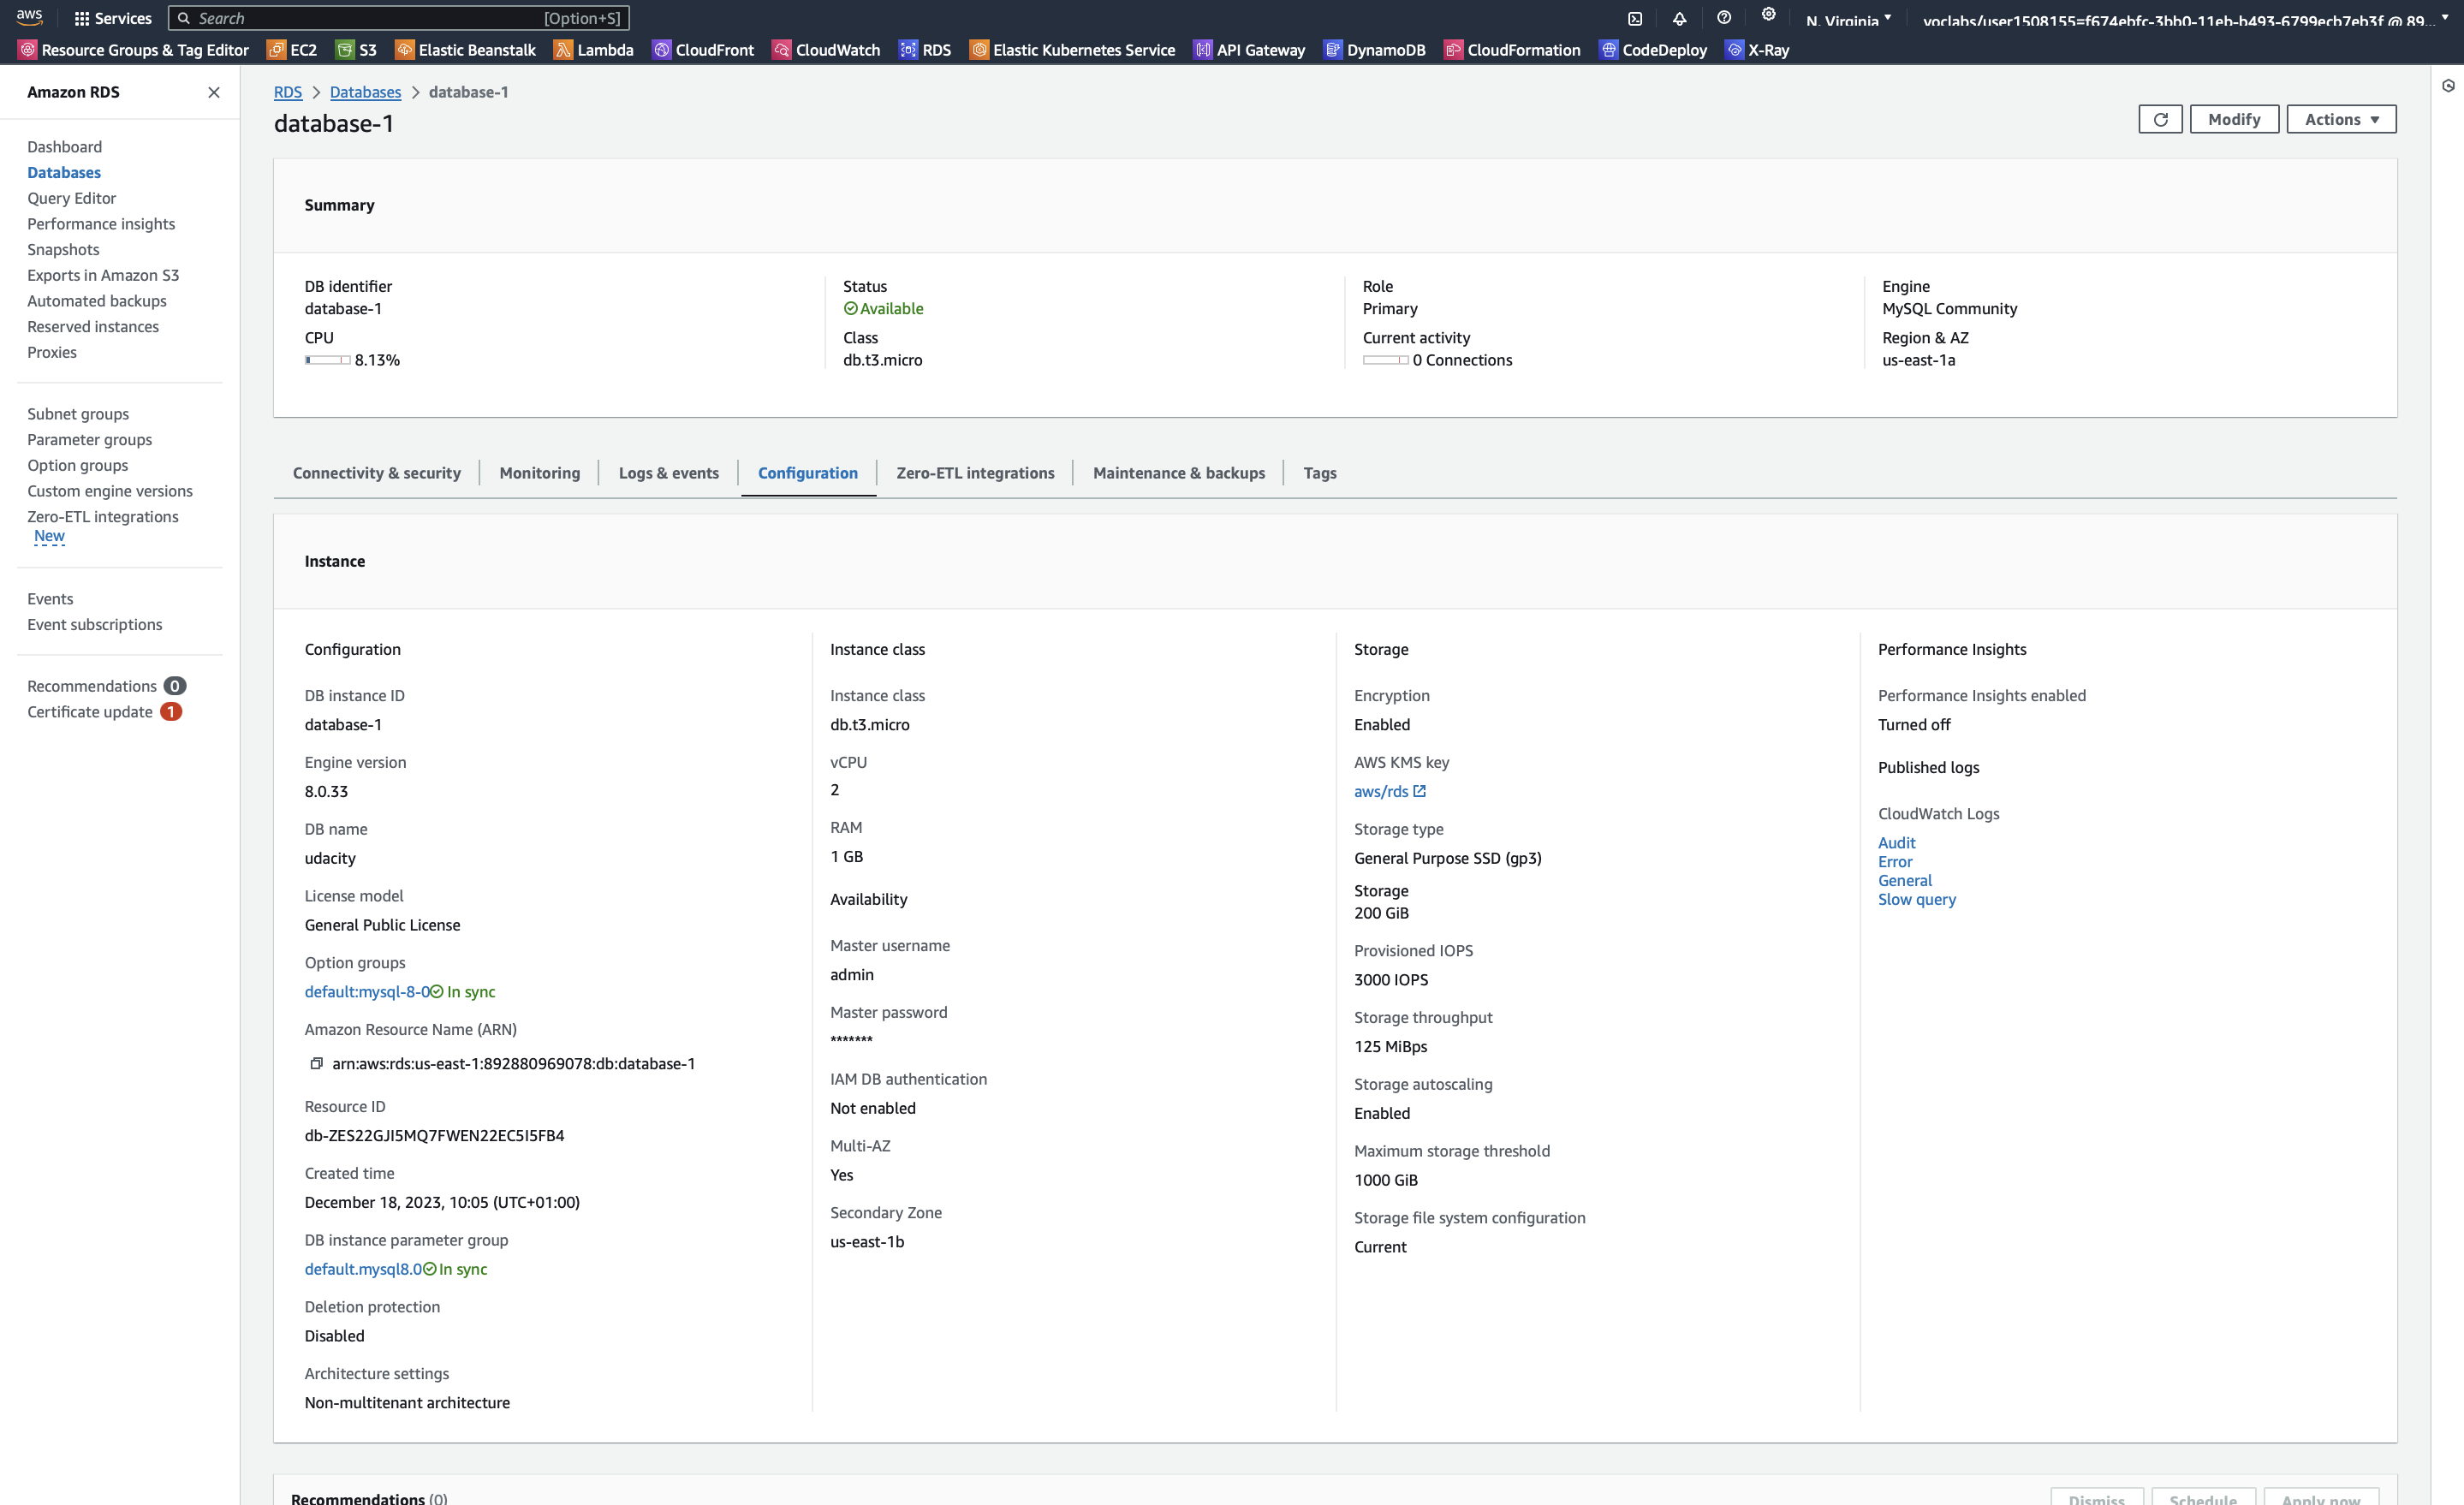 aws
Services
Search
[Option+S]
N. Virginia
voclabs/user1508155=f674ebfc-3bb0-11eb-b493-6799ecb7eb3f @ 89...
Resource Groups & Tag Editor
EC2
S3
Elastic Beanstalk
Lambda
CloudFront
CloudWatch
RDS
Elastic Kubernetes Service
API Gateway
DynamoDB
CloudFormation
CodeDeploy
X-Ray
Amazon RDS
Dashboard
Databases
Query Editor
Performance insights
Snapshots
Exports in Amazon S3
Automated backups
Reserved instances
Proxies
Subnet groups
Parameter groups
Option groups
Custom engine versions
Zero-ETL integrations
New
Events
Event subscriptions
Recommendations 0
Certificate update 1
RDS > Databases > database-1
database-1
Modify
Actions
Summary
DB identifier
database-1
CPU
8.13%
Status
Available
Class
db.t3.micro
Role
Primary
Current activity
0 Connections
Engine
MySQL Community
Region & AZ
us-east-1a
Connectivity & security
Monitoring
Logs & events
Configuration
Zero-ETL integrations
Maintenance & backups
Tags
Instance
Configuration
DB instance ID
database-1
Engine version
8.0.33
DB name
udacity
License model
General Public License
Option groups
default:mysql-8-0 In sync
Amazon Resource Name (ARN)
arn:aws:rds:us-east-1:892880969078:db:database-1
Resource ID
db-ZES22GJI5MQ7FWEN22EC5I5FB4
Created time
December 18, 2023, 10:05 (UTC+01:00)
DB instance parameter group
default.mysql8.0 In sync
Deletion protection
Disabled
Architecture settings
Non-multitenant architecture
Instance class
Instance class
db.t3.micro
vCPU
2
RAM
1 GB
Availability
Master username
admin
Master password
*******
IAM DB authentication
Not enabled
Multi-AZ
Yes
Secondary Zone
us-east-1b
Storage
Encryption
Enabled
AWS KMS key
aws/rds
Storage type
General Purpose SSD (gp3)
Storage
200 GiB
Provisioned IOPS
3000 IOPS
Storage throughput
125 MiBps
Storage autoscaling
Enabled
Maximum storage threshold
1000 GiB
Storage file system configuration
Current
Performance Insights
Performance Insights enabled
Turned off
Published logs
CloudWatch Logs
Audit
Error
General
Slow query
Recommendations (0)
Dismiss
Schedule
Apply now